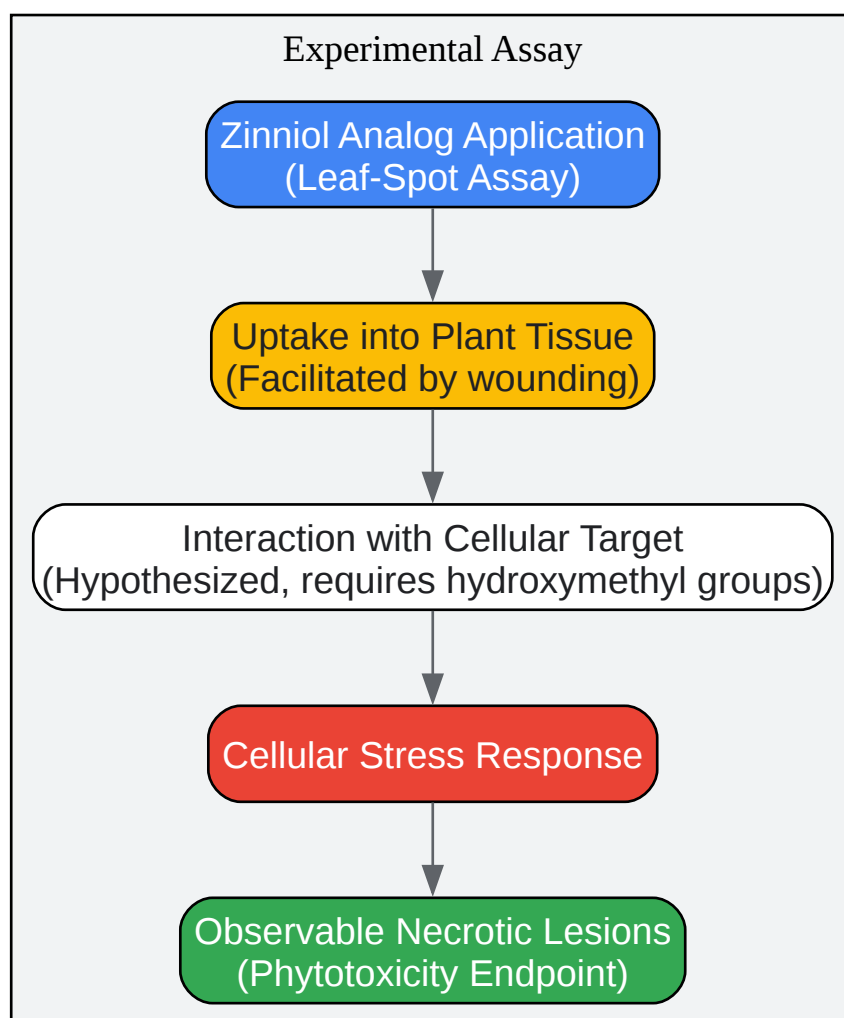 Experimental Assay
Zinniol Analog Application
(Leaf-Spot Assay)
Uptake into Plant Tissue
(Facilitated by wounding)
Interaction with Cellular Target
(Hypothesized, requires hydroxymethyl groups)
Cellular Stress Response
Observable Necrotic Lesions
(Phytotoxicity Endpoint)